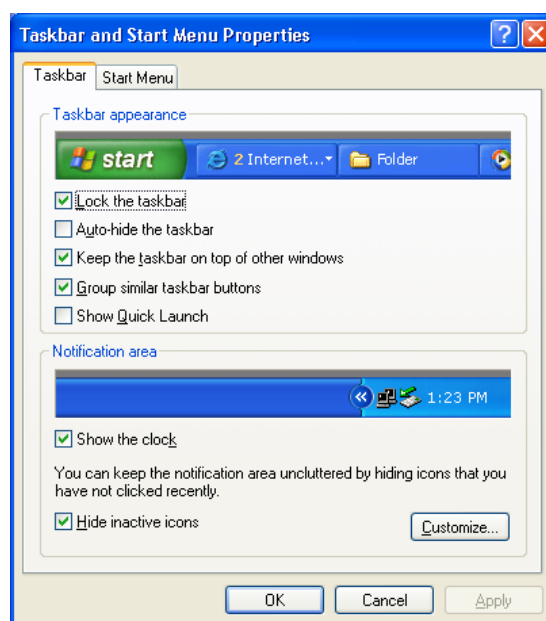 Taskbar and Start Menu Properties
Taskbar
Start Menu
Taskbar appearance
start
2 Internet...
Folder
Lock the taskbar
Auto-hide the taskbar
Keep the taskbar on top of other windows
Group similar taskbar buttons
Show Quick Launch
Notification area
1:23 PM
Show the clock
You can keep the notification area uncluttered by hiding icons that you
have not clicked recently.
Hide inactive icons
Customize...
OK
Cancel
Apply